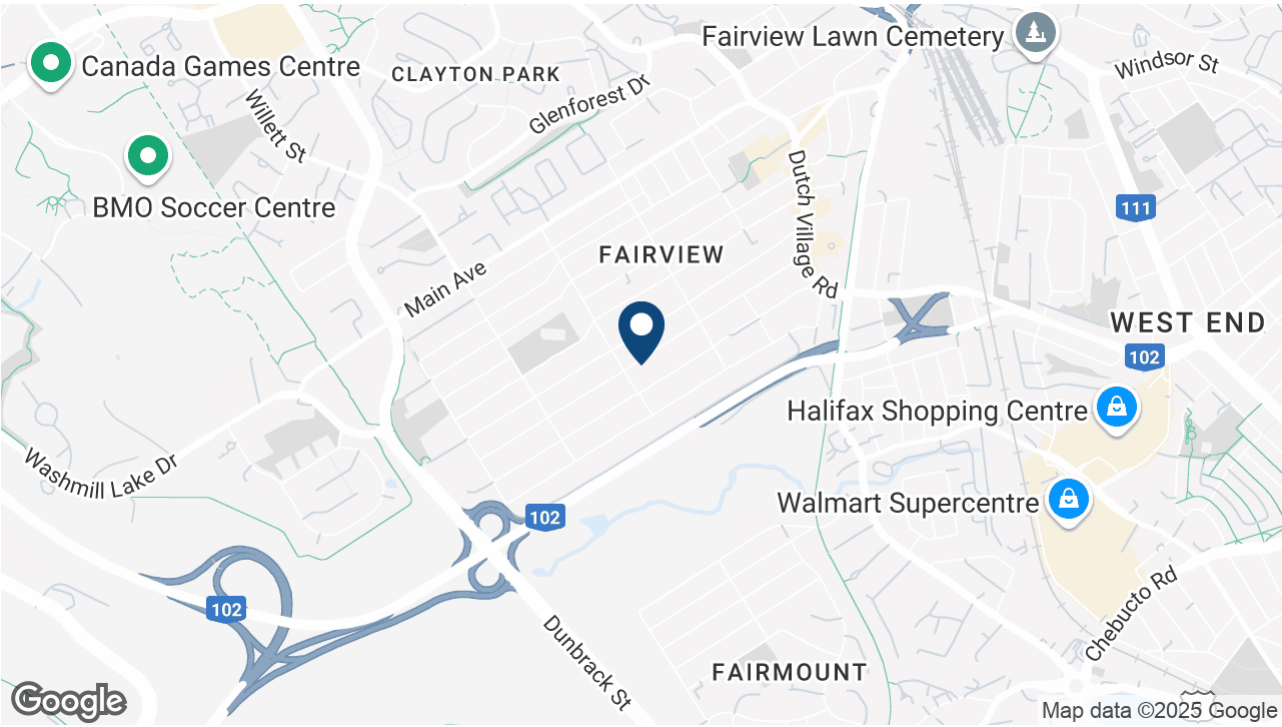 Fairview Lawn Cemetery
Canada Games Centre
CLAYTON PARK
Windsor St
Glenforest Dr
Willett St
BMO Soccer Centre
Dutch Village Rd
111
FAIRVIEW
Main Ave
WEST END
102
Halifax Shopping Centre
Washmill Lake Dr
Walmart Supercentre
102
102
Chebucto Rd
Dunbrack St
FAIRMOUNT
Google
Map data ©2025 Google